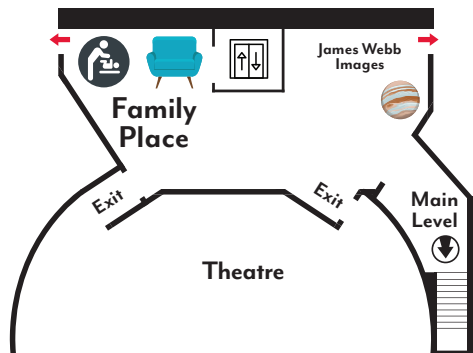 James Webb
Images
Family
Place
Exit
Exit
Main
Level
Theatre